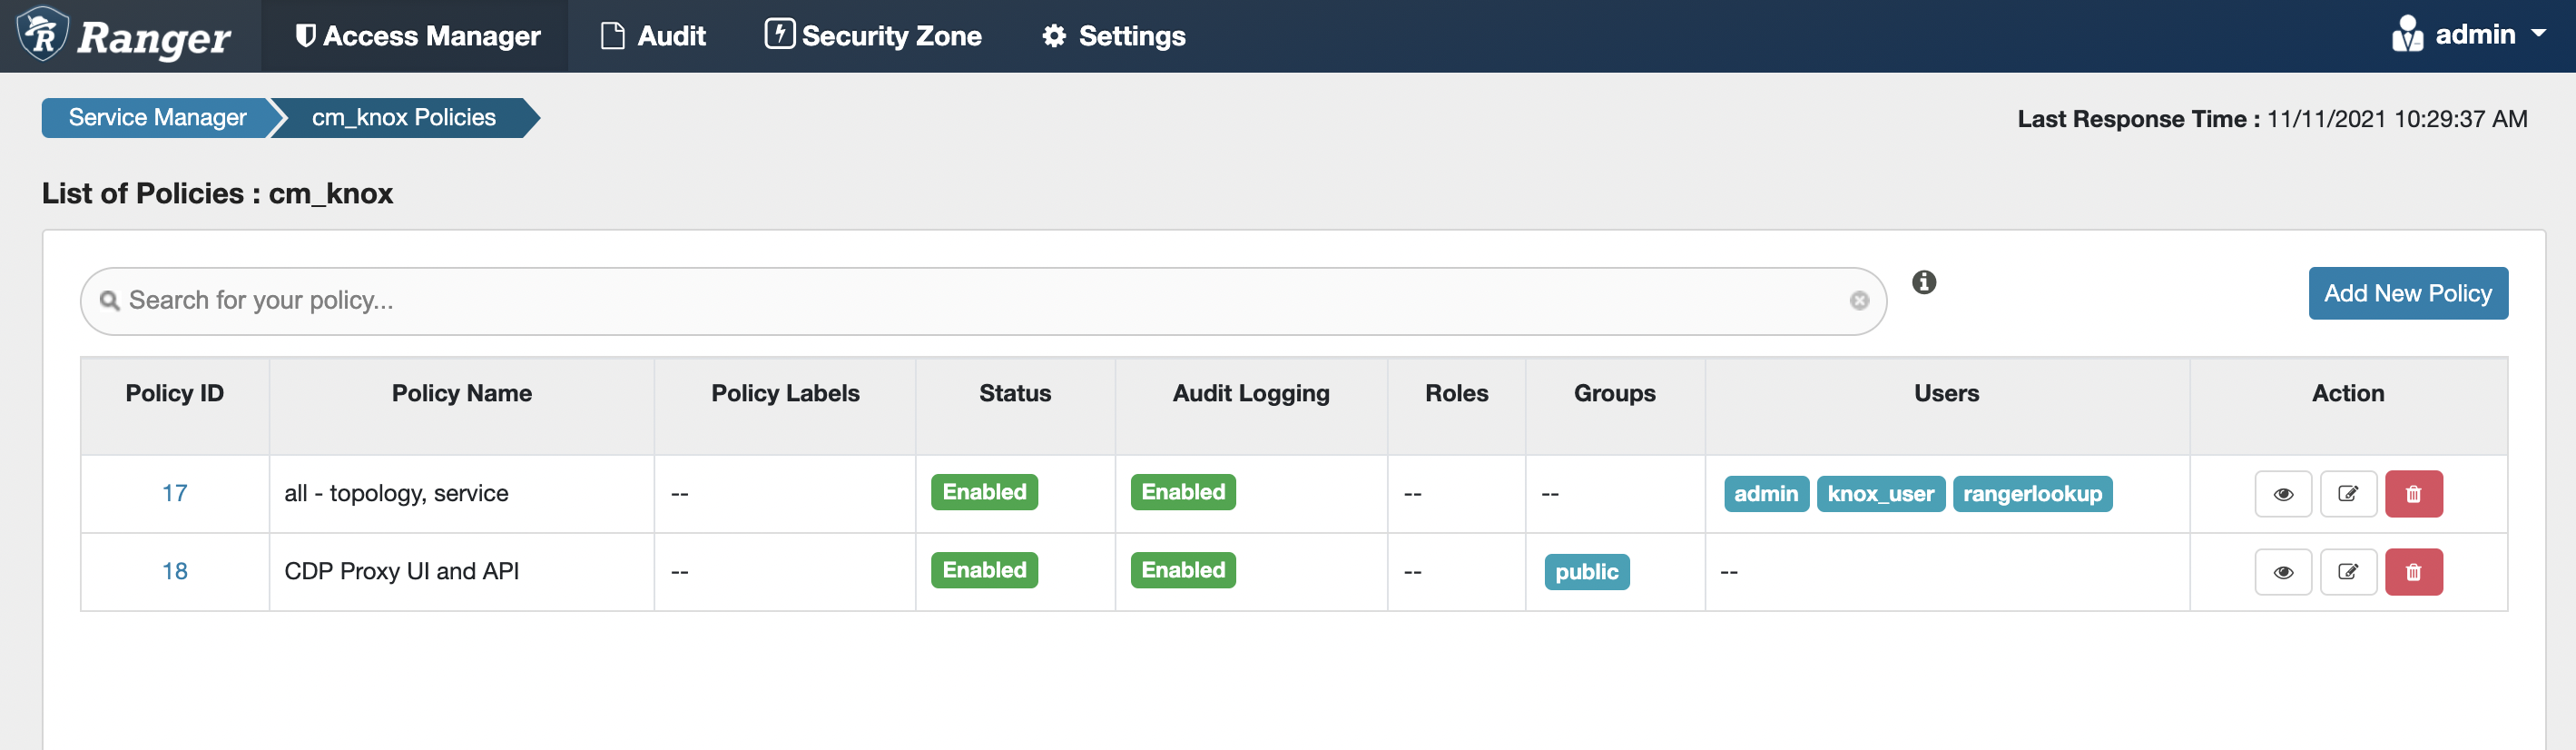 Ranger Access Manager Audit Security Zone Settings admin
Service Manager cm_knox Policies Last Response Time : 11/11/2021 10:29:37 AM
List of Policies : cm_knox
Search for your policy... Add New Policy
Policy ID Policy Name Policy Labels Status Audit Logging Roles Groups Users Action
17 all - topology, service -- Enabled Enabled -- -- admin knox_user rangerlookup
18 CDP Proxy UI and API -- Enabled Enabled -- public --